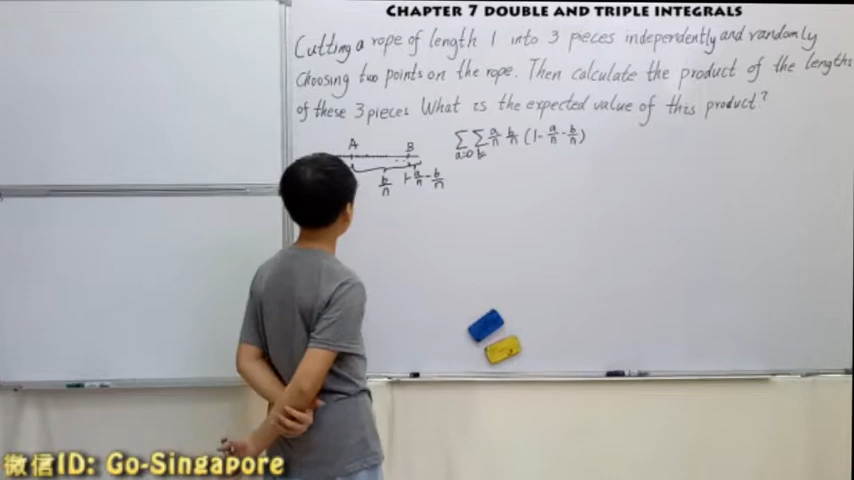 CHAPTER 7 DOUBLE AND TRIPLE INTEGRALS
Cutting a rope of length 1 into 3 pieces independently and randomly
choosing two points on the rope. Then calculate the product of the lengths
of these 3 pieces What is the expected value of this product?
A B
b/n 1-a/n-b/n
∑ a=0 ∑ a/n b/n (1-a/n-b/n)
微信ID: Go-Singapore